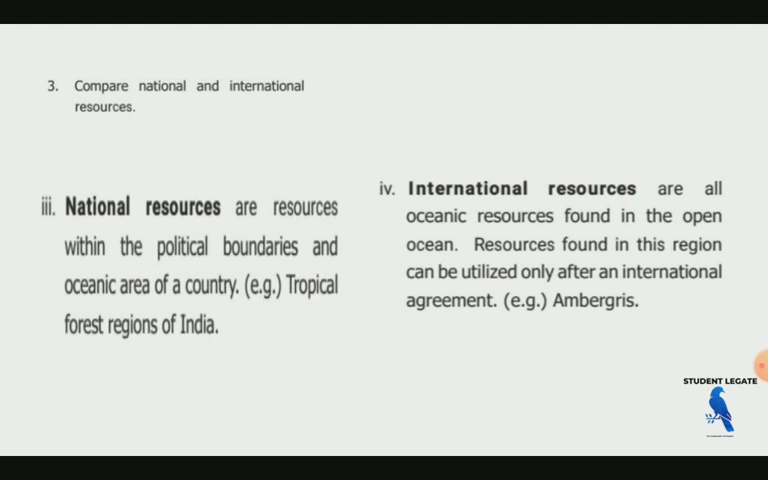 3. Compare national and international
resources.
iii. National resources are resources
within the political boundaries and
oceanic area of a country. (e.g.) Tropical
forest regions of India.
iv. International resources are all
oceanic resources found in the open
ocean. Resources found in this region
can be utilized only after an international
agreement. (e.g.) Ambergris.
STUDENT LEGATE